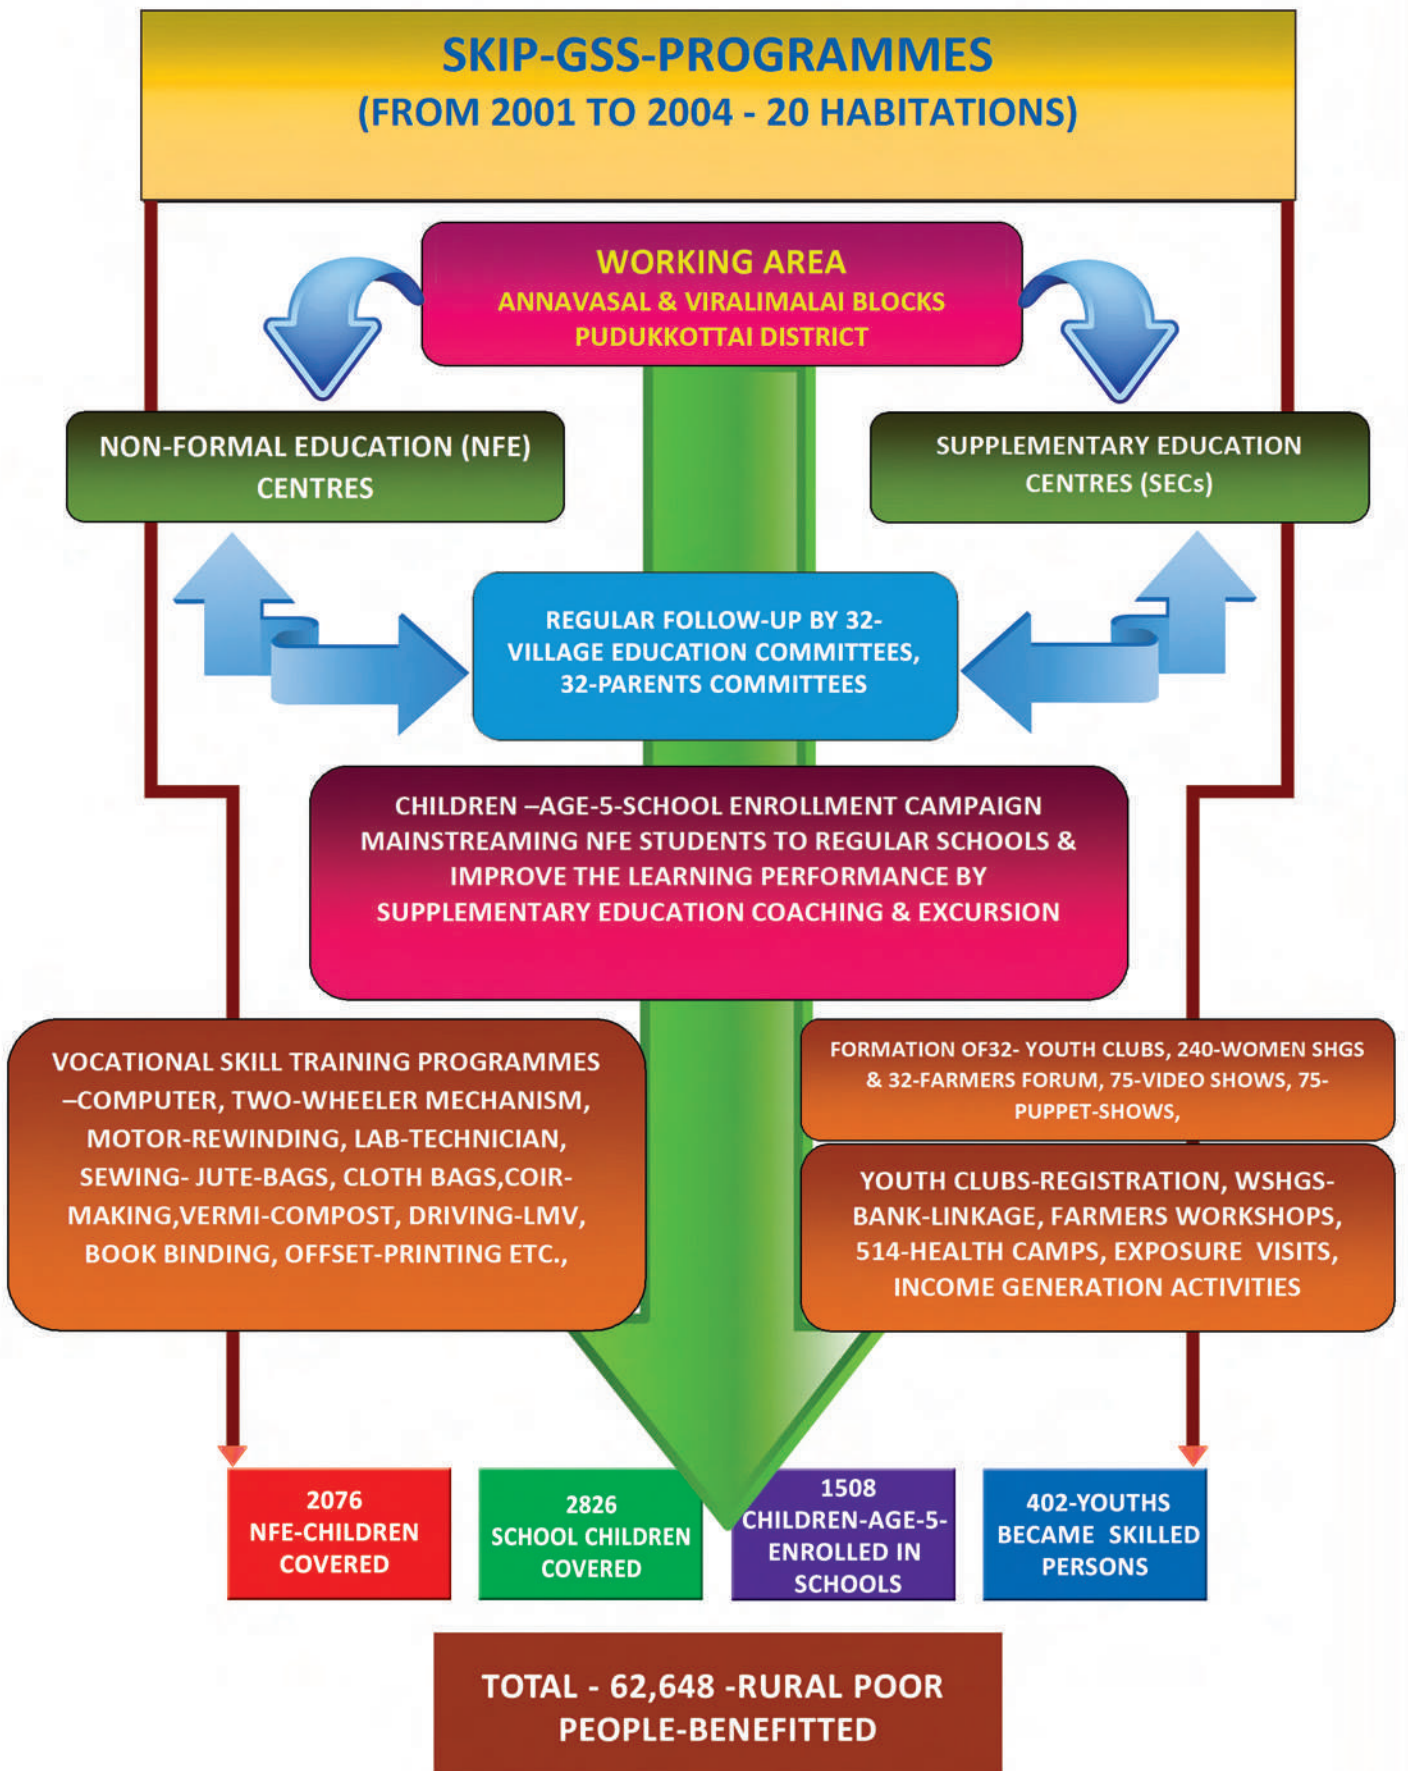 SKIP-GSS-PROGRAMMES
(FROM 2001 TO 2004 - 20 HABITATIONS)
WORKING AREA
ANNAVASAL & VIRALIMALAI BLOCKS
PUDUKKOTTAI DISTRICT
NON-FORMAL EDUCATION (NFE)
CENTRES
SUPPLEMENTARY EDUCATION
CENTRES (SECs)
REGULAR FOLLOW-UP BY 32-
VILLAGE EDUCATION COMMITTEES,
32-PARENTS COMMITTEES
CHILDREN –AGE-5-SCHOOL ENROLLMENT CAMPAIGN
MAINSTREAMING NFE STUDENTS TO REGULAR SCHOOLS &
IMPROVE THE LEARNING PERFORMANCE BY
SUPPLEMENTARY EDUCATION COACHING & EXCURSION
VOCATIONAL SKILL TRAINING PROGRAMMES
–COMPUTER, TWO-WHEELER MECHANISM,
MOTOR-REWINDING, LAB-TECHNICIAN,
SEWING- JUTE-BAGS, CLOTH BAGS,COIR-
MAKING,VERMI-COMPOST, DRIVING-LMV,
BOOK BINDING, OFFSET-PRINTING ETC.,
FORMATION OF32- YOUTH CLUBS, 240-WOMEN SHGS
& 32-FARMERS FORUM, 75-VIDEO SHOWS, 75-
PUPPET-SHOWS,
YOUTH CLUBS-REGISTRATION, WSHGS-
BANK-LINKAGE, FARMERS WORKSHOPS,
514-HEALTH CAMPS, EXPOSURE VISITS,
INCOME GENERATION ACTIVITIES
2076
NFE-CHILDREN
COVERED
2826
SCHOOL CHILDREN
COVERED
1508
CHILDREN-AGE-5-
ENROLLED IN
SCHOOLS
402-YOUTHS
BECAME SKILLED
PERSONS
TOTAL - 62,648 -RURAL POOR
PEOPLE-BENEFITTED